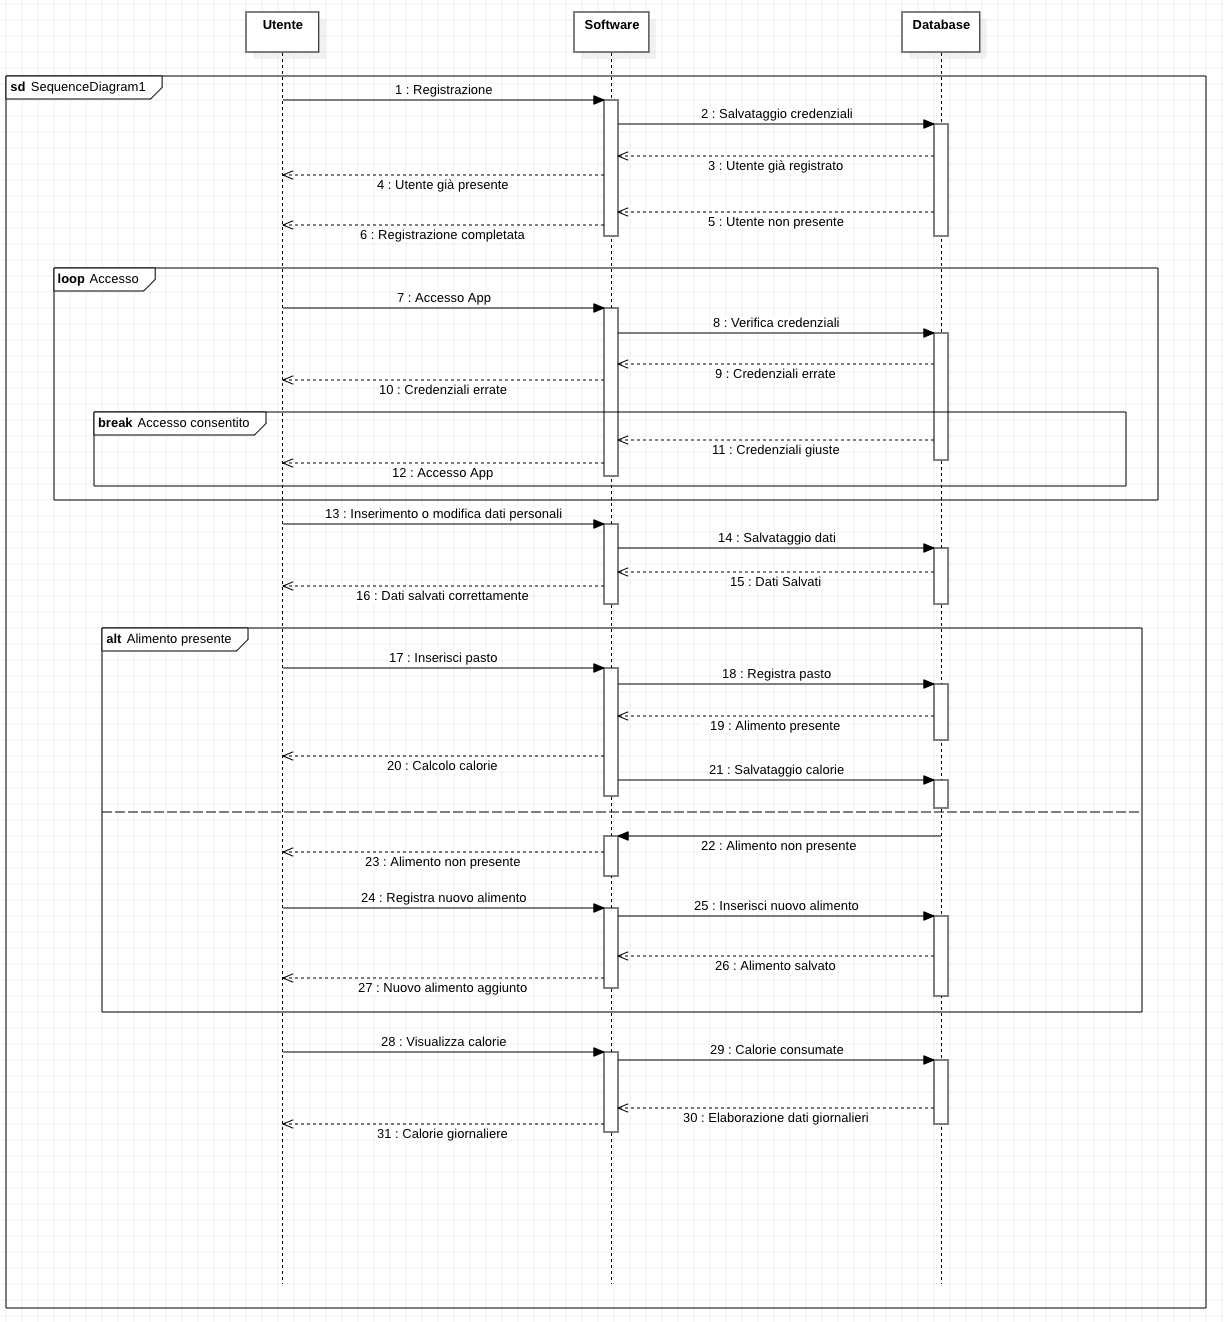 Utente
Software
Database
sd SequenceDiagram1
1 : Registrazione
2 : Salvataggio credenziali
3 : Utente già registrato
4 : Utente già presente
5 : Utente non presente
6 : Registrazione completata
loop Accesso
7 : Accesso App
8 : Verifica credenziali
9 : Credenziali errate
10 : Credenziali errate
break Accesso consentito
11 : Credenziali giuste
12 : Accesso App
13 : Inserimento o modifica dati personali
14 : Salvataggio dati
15 : Dati Salvati
16 : Dati salvati correttamente
alt Alimento presente
17 : Inserisci pasto
18 : Registra pasto
19 : Alimento presente
20 : Calcolo calorie
21 : Salvataggio calorie
22 : Alimento non presente
23 : Alimento non presente
24 : Registra nuovo alimento
25 : Inserisci nuovo alimento
26 : Alimento salvato
27 : Nuovo alimento aggiunto
28 : Visualizza calorie
29 : Calorie consumate
30 : Elaborazione dati giornalieri
31 : Calorie giornaliere